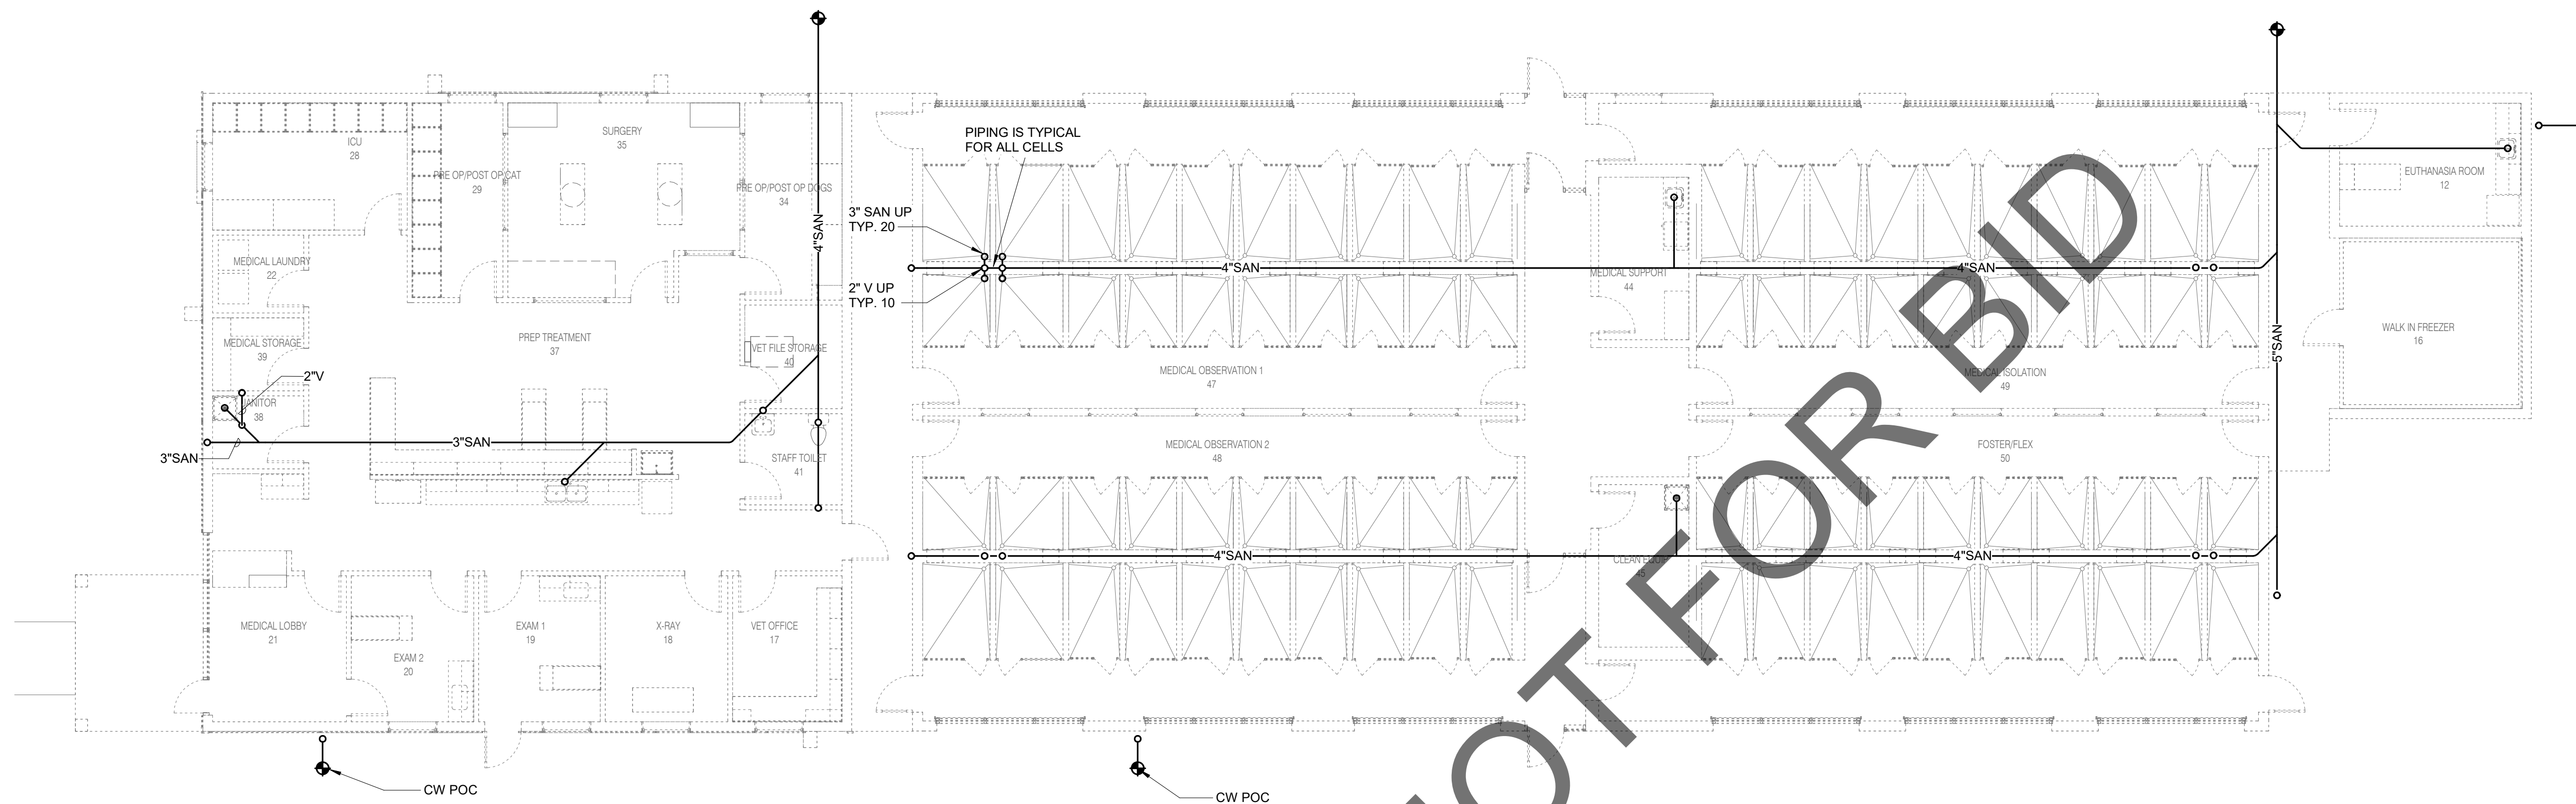 PIPING IS TYPICAL
FOR ALL CELLS
ICU
28
SURGERY
35
PRE OP/POST OP CAT
29
PRE OP/POST OP DOGS
34
4"SAN
3" SAN UP
TYP. 20
2" V UP
TYP. 10
4"SAN
4"SAN
EUTHANASIA ROOM
12
MEDICAL LAUNDRY
22
MEDICAL SUPPORT
44
MEDICAL STORAGE
39
PREP TREATMENT
37
VET FILE STORAGE
40
WALK IN FREEZER
16
5"SAN
2"V
MEDICAL OBSERVATION 1
47
MEDICAL ISOLATION
49
JANITOR
38
3"SAN
3"SAN
STAFF TOILET
41
MEDICAL OBSERVATION 2
48
FOSTER/FLEX
50
4"SAN
4"SAN
CLEAN EQUIP
45
MEDICAL LOBBY
21
EXAM 2
20
EXAM 1
19
X-RAY
18
VET OFFICE
17
CW POC
CW POC
NOT FOR BID